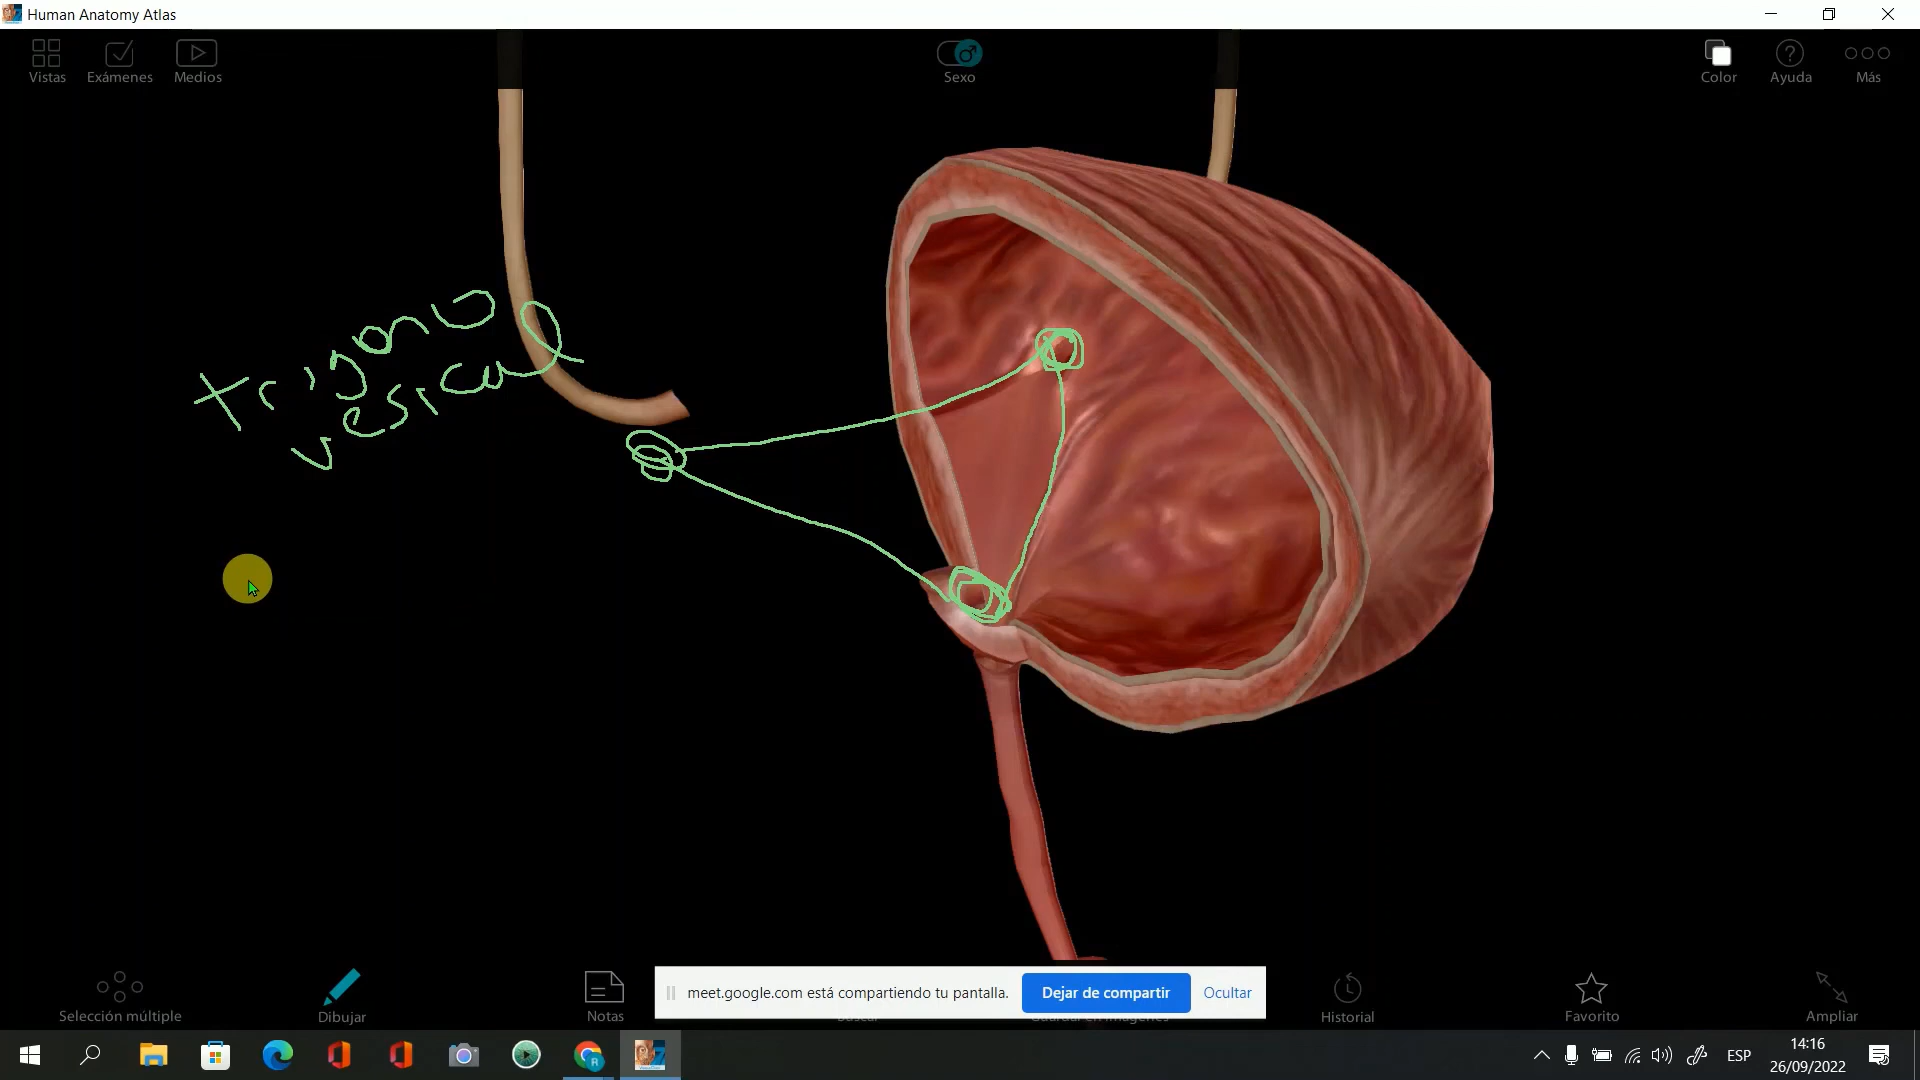 Human Anatomy Atlas
Vistas
Exámenes
Medios
Sexo
Color
Ayuda
Más
trigono
vesical
Selección múltiple
Dibujar
Notas
meet.google.com está compartiendo tu pantalla.
Dejar de compartir
Ocultar
Historial
Favorito
Ampliar
ESP
14:16
26/09/2022